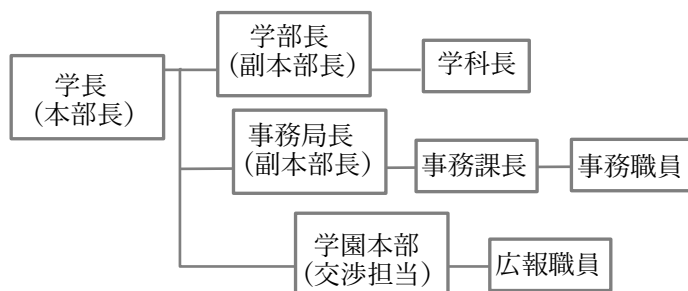 学長
(本部長)
学部長
(副本部長)
学科長
事務局長
(副本部長)
事務課長
事務職員
学園本部
(交渉担当)
広報職員